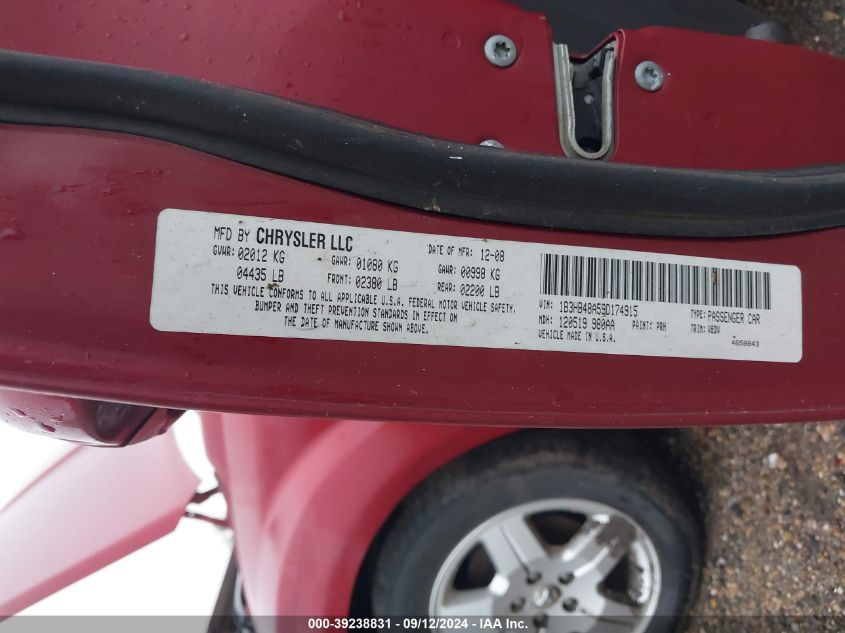 MFD BY CHRYSLER LLC DATE OF MFR: 12-08
GVWR: 02012 KG GAWR: 01080 KG GAWR: 00998 KG
04435 LB FRONT: 02380 LB REAR: 02200 LB
THIS VEHICLE CONFORMS TO ALL APPLICABLE U.S.A. FEDERAL MOTOR VEHICLE SAFETY,
BUMPER AND THEFT PREVENTION STANDARDS IN EFFECT ON
THE DATE OF MANUFACTURE SHOWN ABOVE.
VIN: 1B3HB48A59D174915 TYPE: PASSENGER CAR
MDH: 120519 980AA PAINT: PRH TRIM: V8DV
VEHICLE MADE IN U.S.A. 4658843
000-39238831 - 09/12/2024 - IAA Inc.